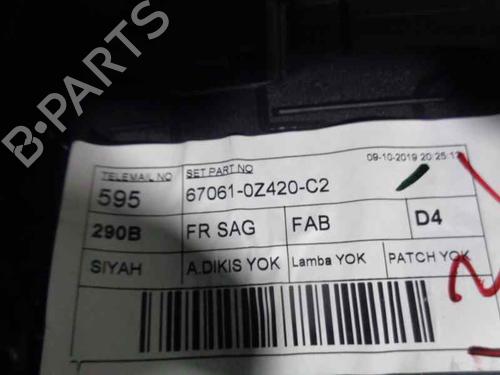 B-PARTS
09-10-2019 20:25:12
TELEMAIL NO SET PART NO
595 67061-0Z420-C2
290B FR SAG FAB D4
SIYAH A.DIKIS YOK Lamba YOK PATCH YOK